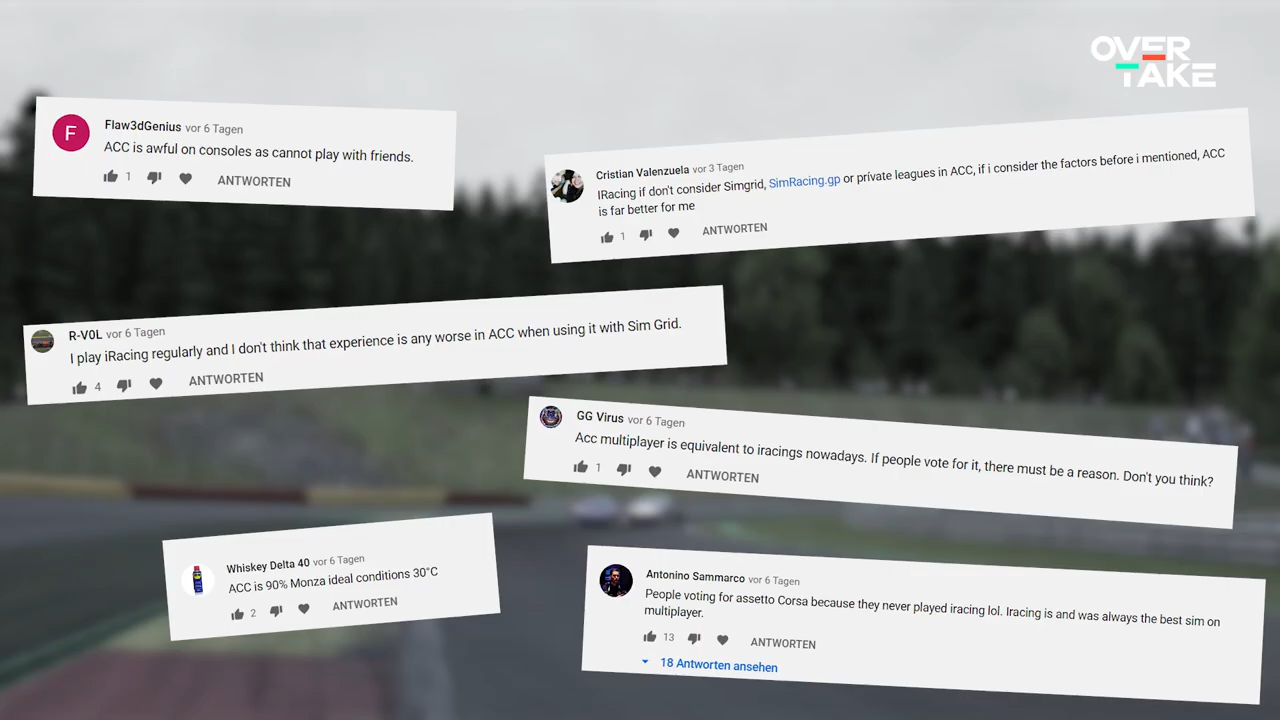 OVER
TAKE
F
Flaw3dGenius vor 6 Tagen
ACC is awful on consoles as cannot play with friends.
1 ANTWORTEN
Cristian Valenzuela vor 3 Tagen
IRacing if don't consider Simgrid, SimRacing.gp or private leagues in ACC, if i consider the factors before i mentioned, ACC
is far better for me
1 ANTWORTEN
R-V0L vor 6 Tagen
I play iRacing regularly and I don't think that experience is any worse in ACC when using it with Sim Grid.
4 ANTWORTEN
GG Virus vor 6 Tagen
Acc multiplayer is equivalent to iracings nowadays. If people vote for it, there must be a reason. Don't you think?
1 ANTWORTEN
Whiskey Delta 40 vor 6 Tagen
ACC is 90% Monza ideal conditions 30°C
2 ANTWORTEN
Antonino Sammarco vor 6 Tagen
People voting for assetto Corsa because they never played iracing lol. Iracing is and was always the best sim on
multiplayer.
13 ANTWORTEN
18 Antworten ansehen